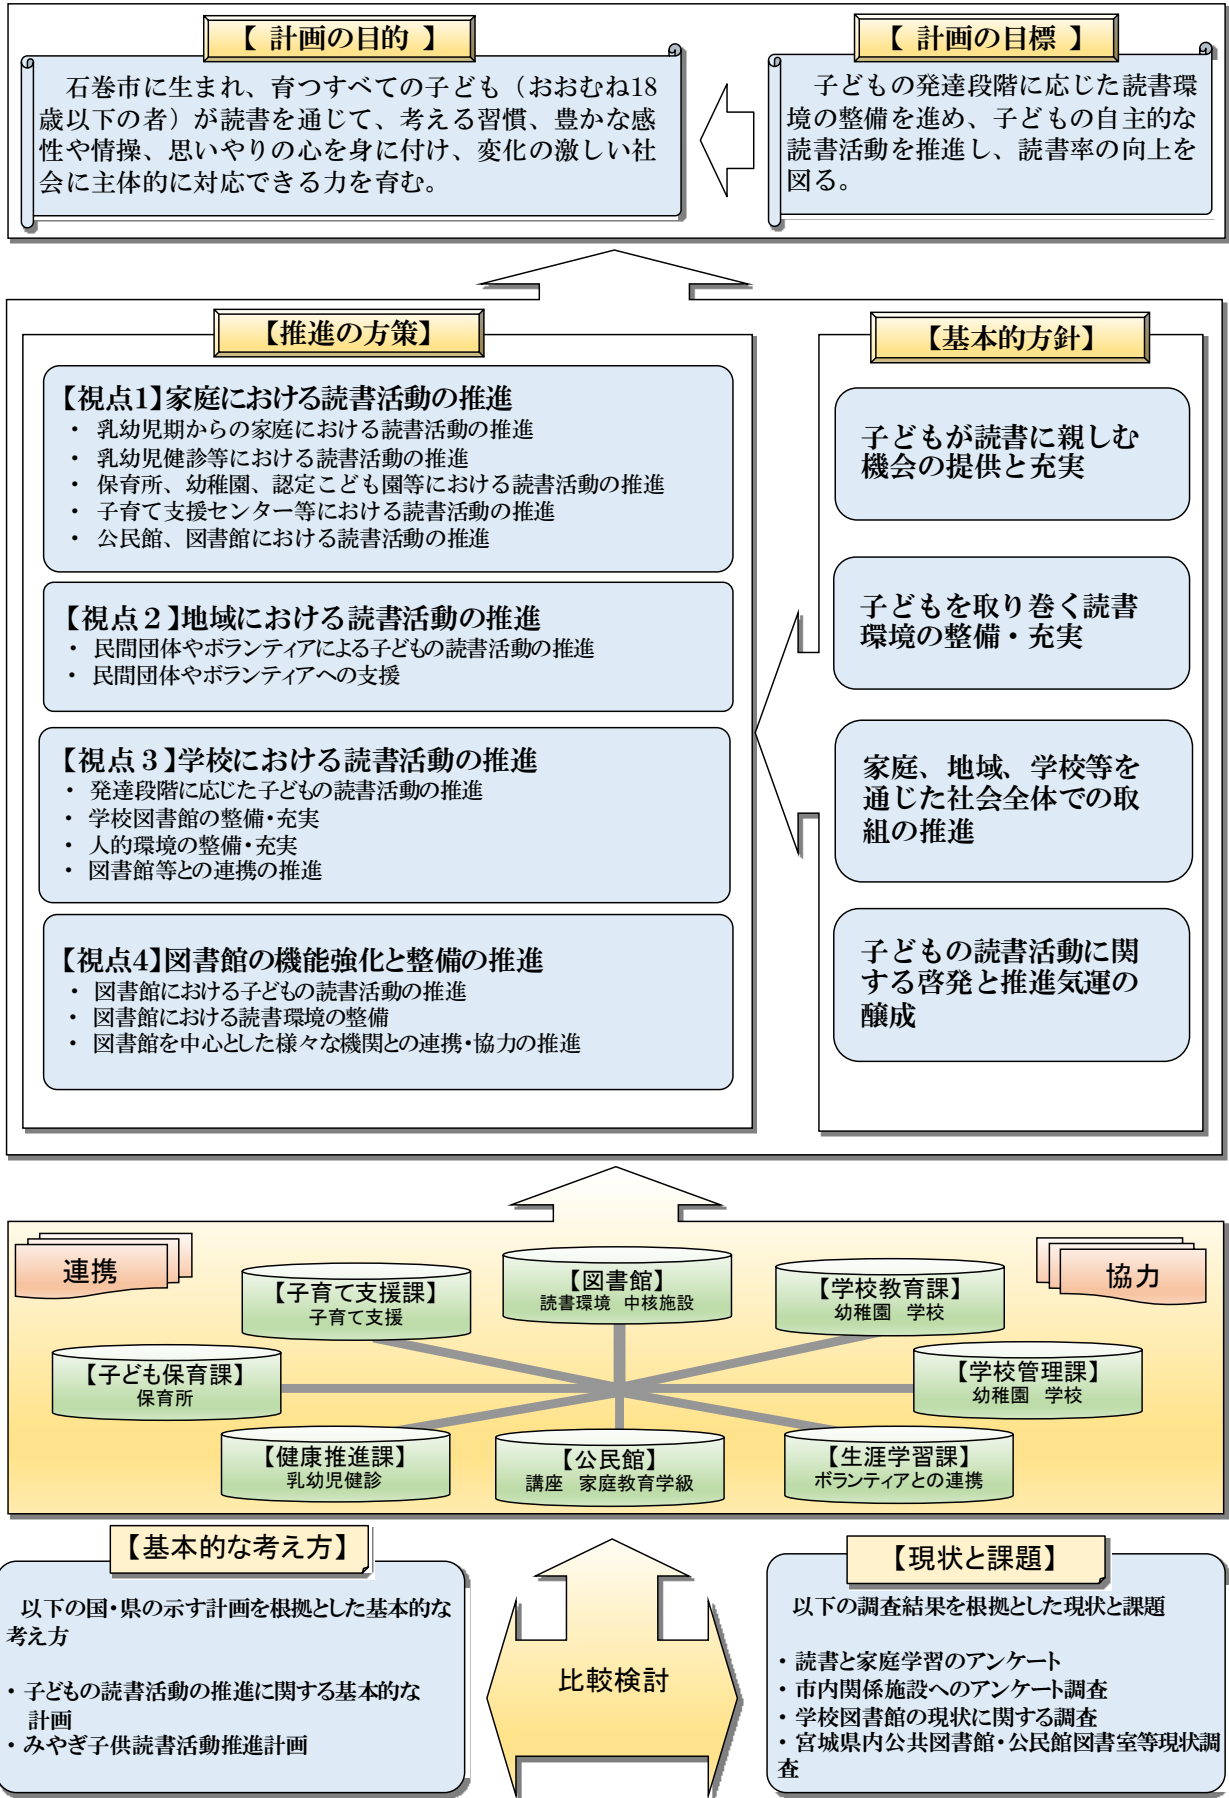 【 計画の目的 】
石巻市に生まれ、育つすべての子ども（おおむね18
歳以下の者）が読書を通じて、考える習慣、豊かな感
性や情操、思いやりの心を身に付け、変化の激しい社
会に主体的に対応できる力を育む。
【 計画の目標 】
子どもの発達段階に応じた読書環
境の整備を進め、子どもの自主的な
読書活動を推進し、読書率の向上を
図る。
【推進の方策】
【視点1】家庭における読書活動の推進
・ 乳幼児期からの家庭における読書活動の推進
・ 乳幼児健診等における読書活動の推進
・ 保育所、幼稚園、認定こども園等における読書活動の推進
・ 子育て支援センター等における読書活動の推進
・ 公民館、図書館における読書活動の推進
【視点２】地域における読書活動の推進
・ 民間団体やボランティアによる子どもの読書活動の推進
・ 民間団体やボランティアへの支援
【視点３】学校における読書活動の推進
・ 発達段階に応じた子どもの読書活動の推進
・ 学校図書館の整備・充実
・ 人的環境の整備・充実
・ 図書館等との連携の推進
【視点4】図書館の機能強化と整備の推進
・ 図書館における子どもの読書活動の推進
・ 図書館における読書環境の整備
・ 図書館を中心とした様々な機関との連携・協力の推進
【基本的方針】
子どもが読書に親しむ
機会の提供と充実
子どもを取り巻く読書
環境の整備・充実
家庭、地域、学校等を
通じた社会全体での取
組の推進
子どもの読書活動に関
する啓発と推進気運の
醸成
連携
協力
【子育て支援課】
子育て支援
【図書館】
読書環境 中核施設
【学校教育課】
幼稚園 学校
【子ども保育課】
保育所
【学校管理課】
幼稚園 学校
【健康推進課】
乳幼児健診
【公民館】
講座 家庭教育学級
【生涯学習課】
ボランティアとの連携
【基本的な考え方】
以下の国・県の示す計画を根拠とした基本的な
考え方
・子どもの読書活動の推進に関する基本的な
計画
・みやぎ子供読書活動推進計画
比較検討
【現状と課題】
以下の調査結果を根拠とした現状と課題
・読書と家庭学習のアンケート
・市内関係施設へのアンケート調査
・学校図書館の現状に関する調査
・宮城県内公共図書館・公民館図書室等現状調
査